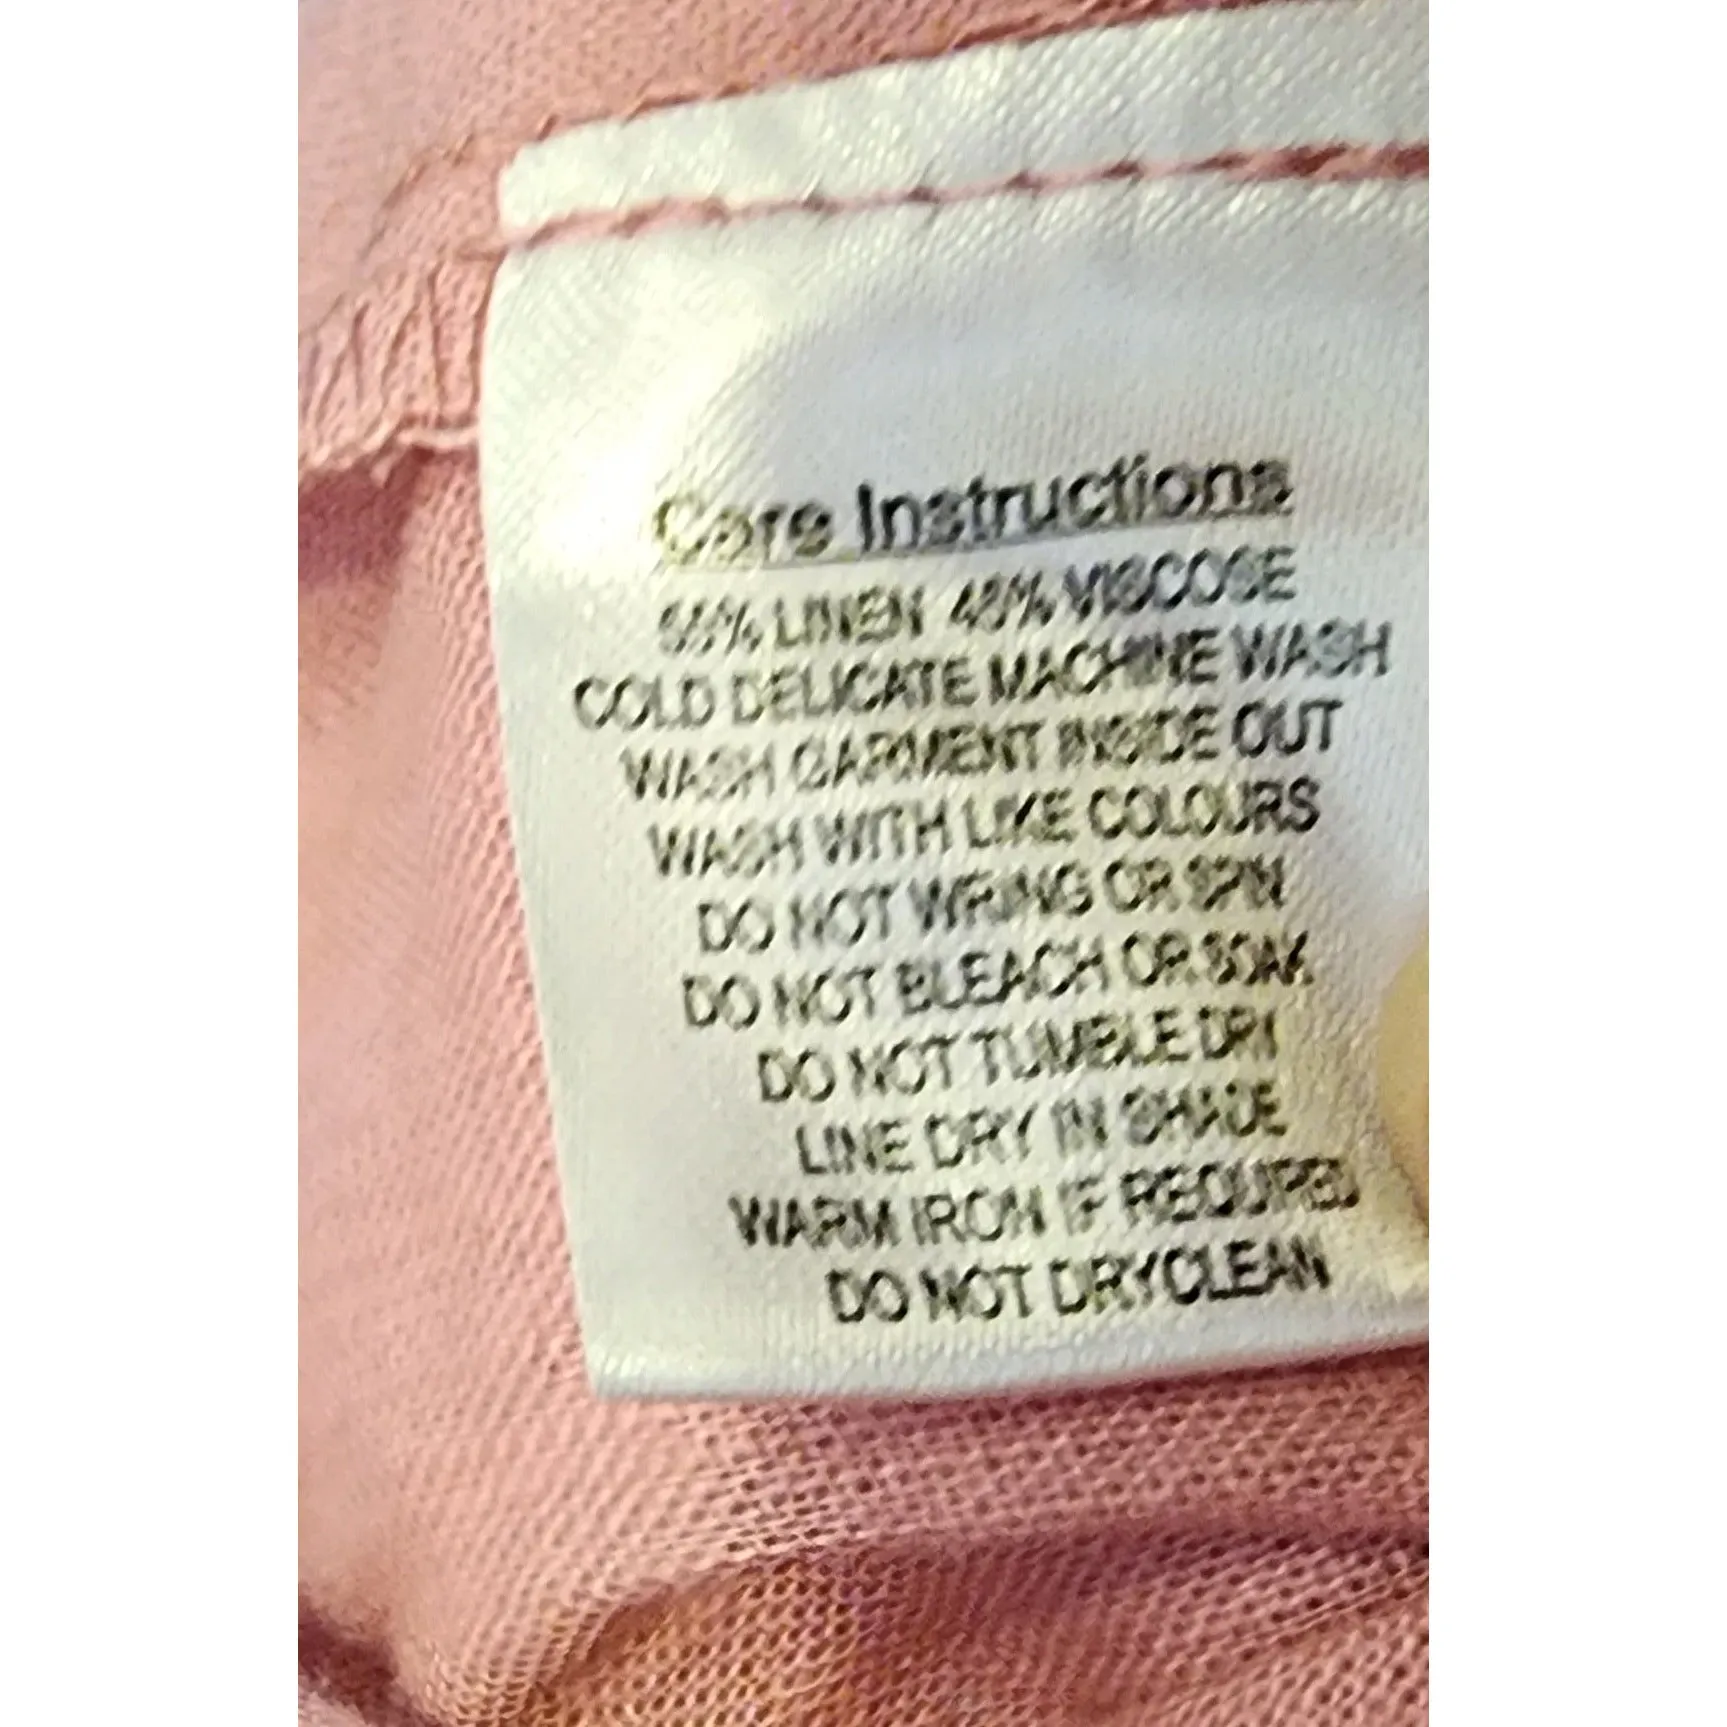 Care Instructions
55% LINEN 45% VISCOSE
COLD DELICATE MACHINE WASH
WASH GARMENT INSIDE OUT
WASH WITH LIKE COLOURS
DO NOT WRING OR SPIN
DO NOT BLEACH OR SOAK
DO NOT TUMBLE DRY
LINE DRY IN SHADE
WARM IRON IF REQUIRED
DO NOT DRYCLEAN